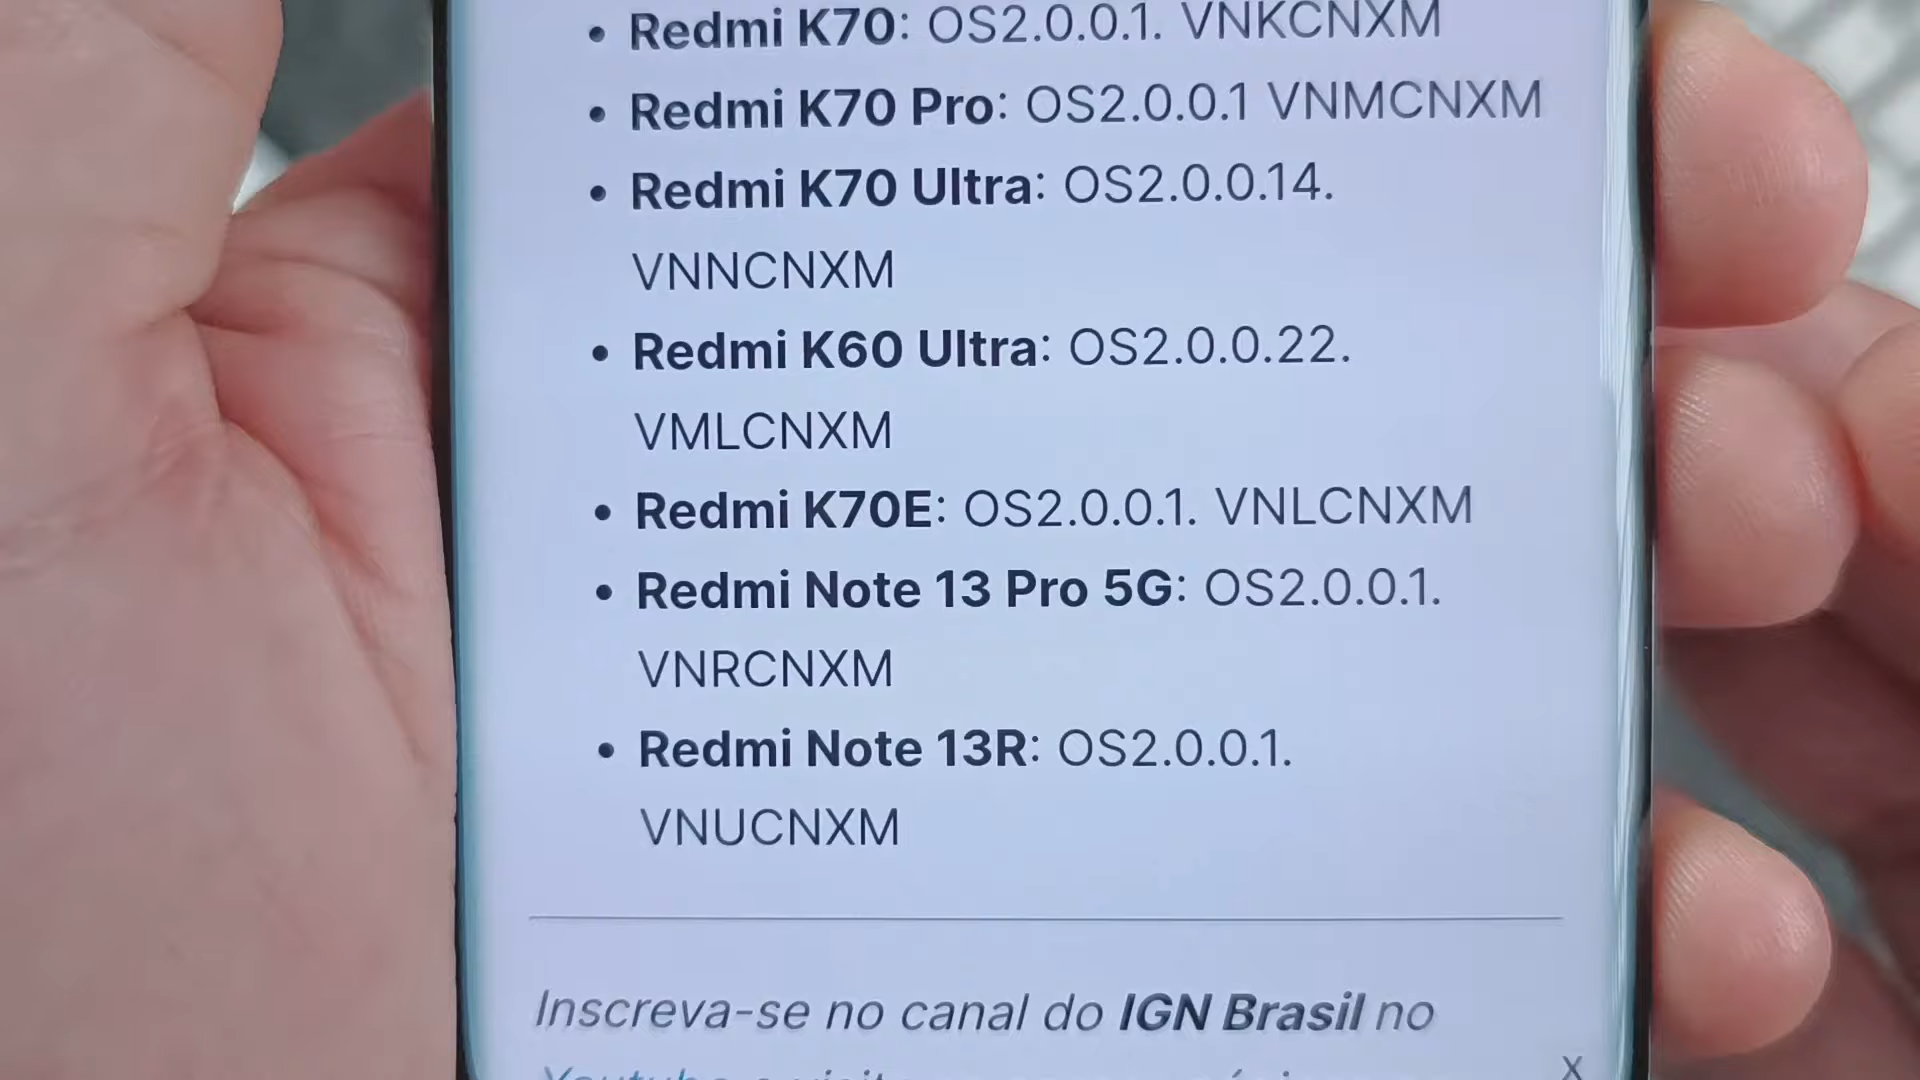 • Redmi K70: OS2.0.0.1. VNKCNXM
• Redmi K70 Pro: OS2.0.0.1 VNMCNXM
• Redmi K70 Ultra: OS2.0.0.14.
VNNCNXM
• Redmi K60 Ultra: OS2.0.0.22.
VMLCNXM
• Redmi K70E: OS2.0.0.1. VNLCNXM
• Redmi Note 13 Pro 5G: OS2.0.0.1.
VNRCNXM
• Redmi Note 13R: OS2.0.0.1.
VNUCNXM
Inscreva-se no canal do IGN Brasil no
X